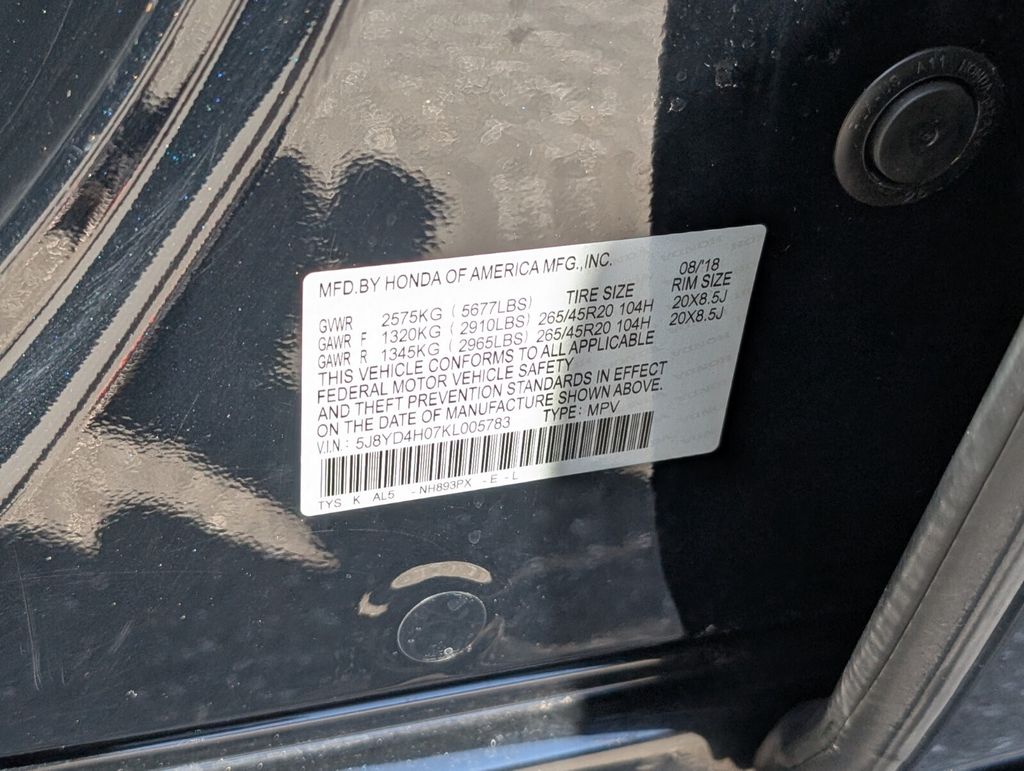 MFD.BY HONDA OF AMERICA MFG.,INC. 08/'18
TIRE SIZE RIM SIZE
GVWR 2575KG ( 5677LBS)
GAWR F 1320KG ( 2910LBS) 265/45R20 104H 20X8.5J
GAWR R 1345KG ( 2965LBS) 265/45R20 104H 20X8.5J
THIS VEHICLE CONFORMS TO ALL APPLICABLE
FEDERAL MOTOR VEHICLE SAFETY
AND THEFT PREVENTION STANDARDS IN EFFECT
ON THE DATE OF MANUFACTURE SHOWN ABOVE.
V.I.N.: 5J8YD4H07KL005783 TYPE: MPV
TYS K AL5 -NH893PX -E -L
A11 HONDA